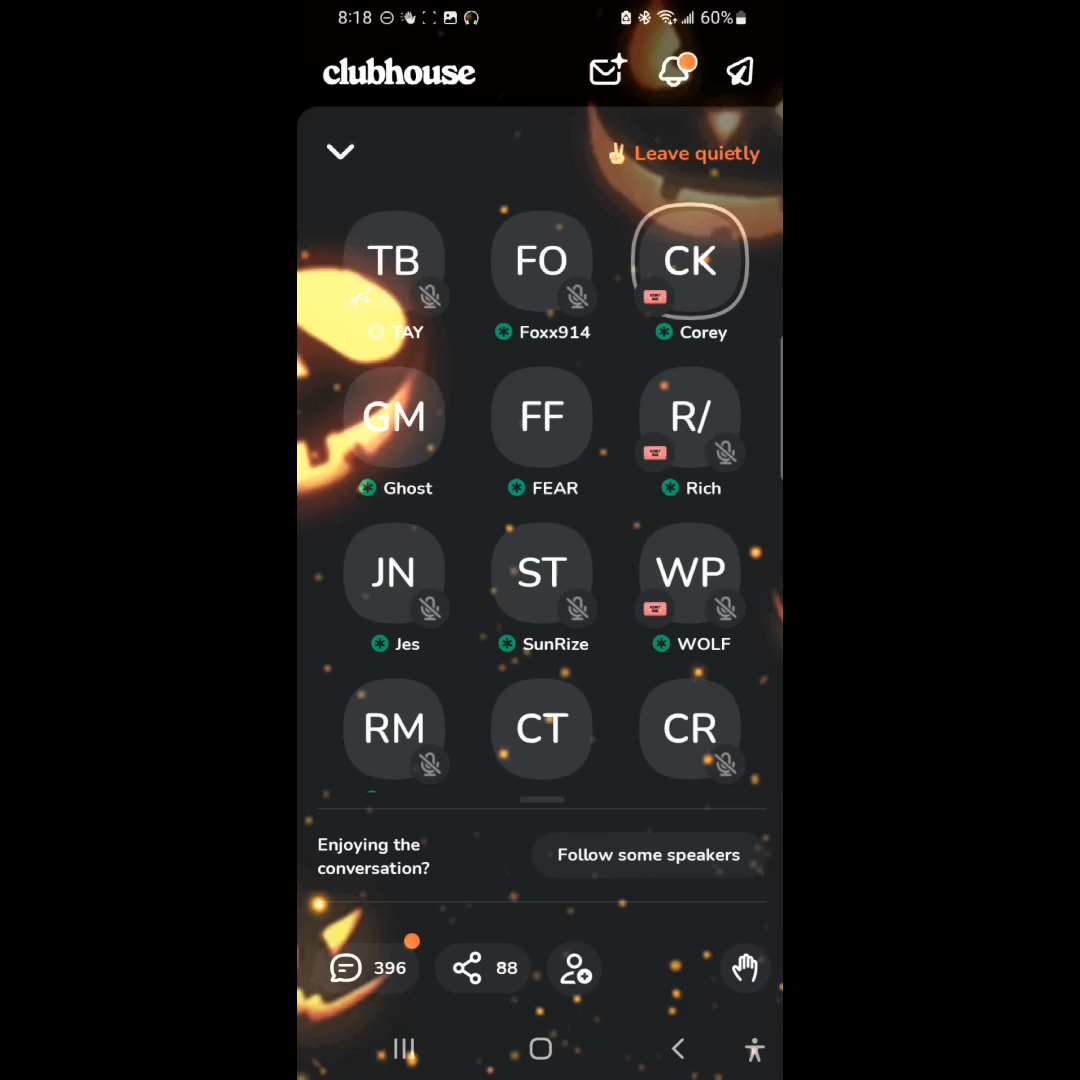 8:18
60%
clubhouse
✌🏻 Leave quietly
TB
FO
CK
TAY
Foxx914
Corey
GM
FF
R/
Ghost
FEAR
Rich
JN
ST
WP
Jes
SunRize
WOLF
RM
CT
CR
Enjoying the
conversation?
Follow some speakers
396
88